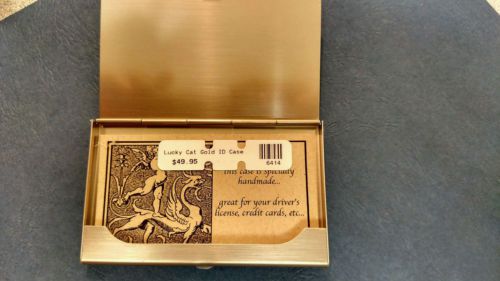 Lucky Cat Gold ID Case
$49.95
6414
this case is specially
handmade...
great for your driver's
license, credit cards, etc...